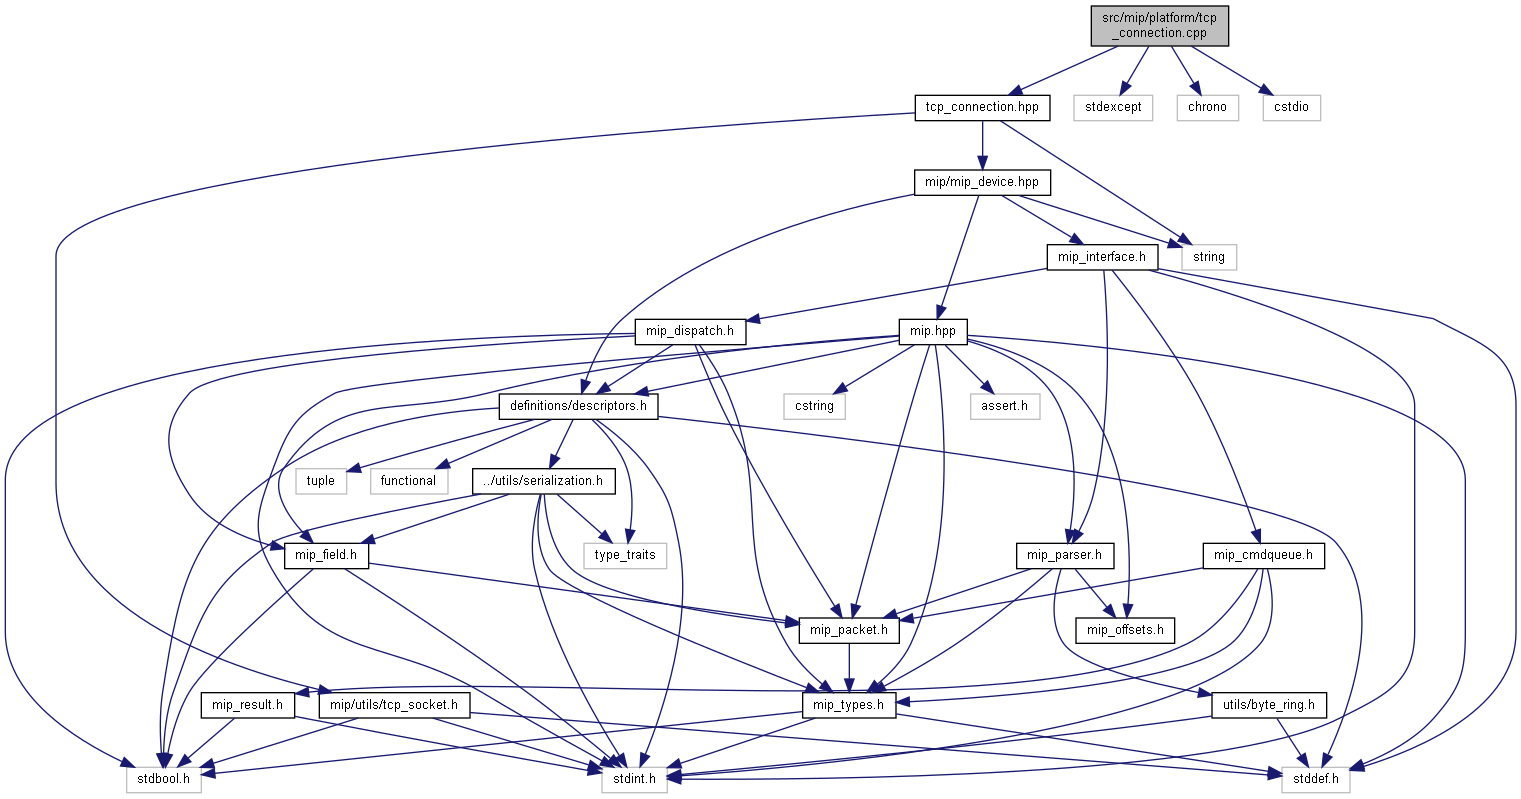 src/mip/platform/tcp
_connection.cpp
tcp_connection.hpp
stdexcept
chrono
cstdio
mip/mip_device.hpp
mip_interface.h
string
mip_dispatch.h
mip.hpp
definitions/descriptors.h
cstring
assert.h
tuple
functional
../utils/serialization.h
mip_field.h
type_traits
mip_parser.h
mip_cmdqueue.h
mip_packet.h
mip_offsets.h
mip_result.h
mip/utils/tcp_socket.h
mip_types.h
utils/byte_ring.h
stdbool.h
stdint.h
stddef.h